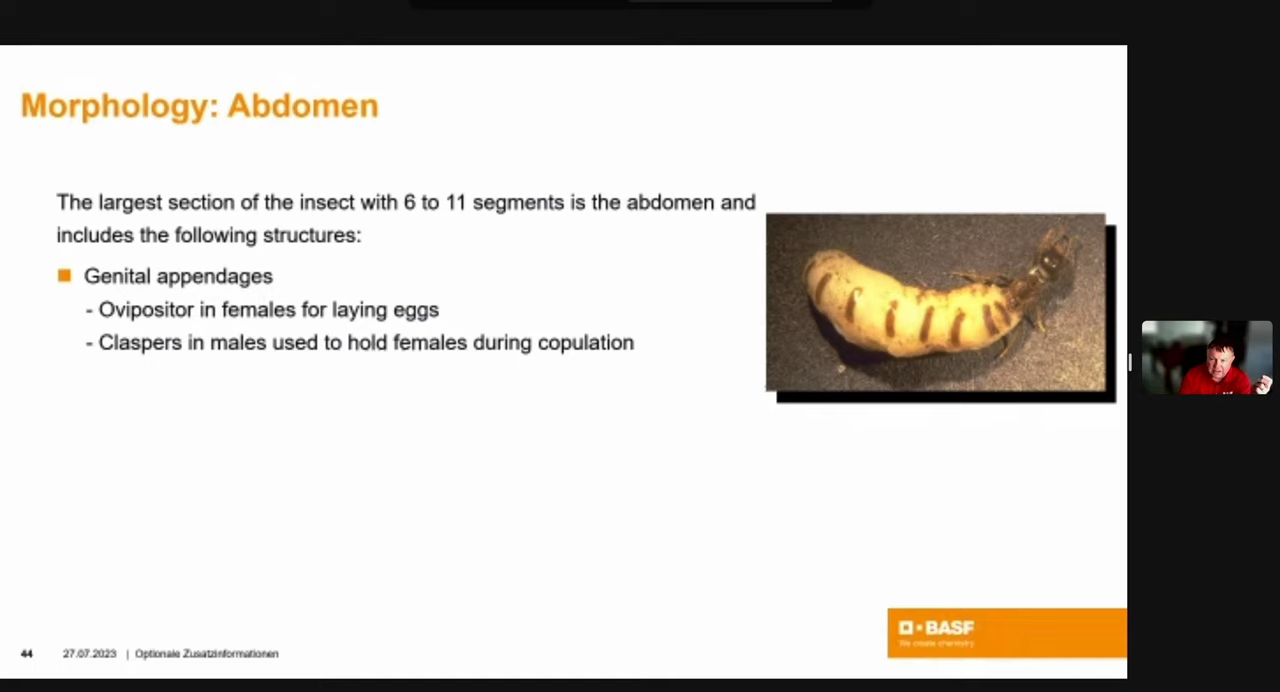 Morphology: Abdomen
The largest section of the insect with 6 to 11 segments is the abdomen and
includes the following structures:
Genital appendages
- Ovipositor in females for laying eggs
- Claspers in males used to hold females during copulation
44 27.07.2023 | Optionale Zusatzinformationen
BASF
We create chemistry